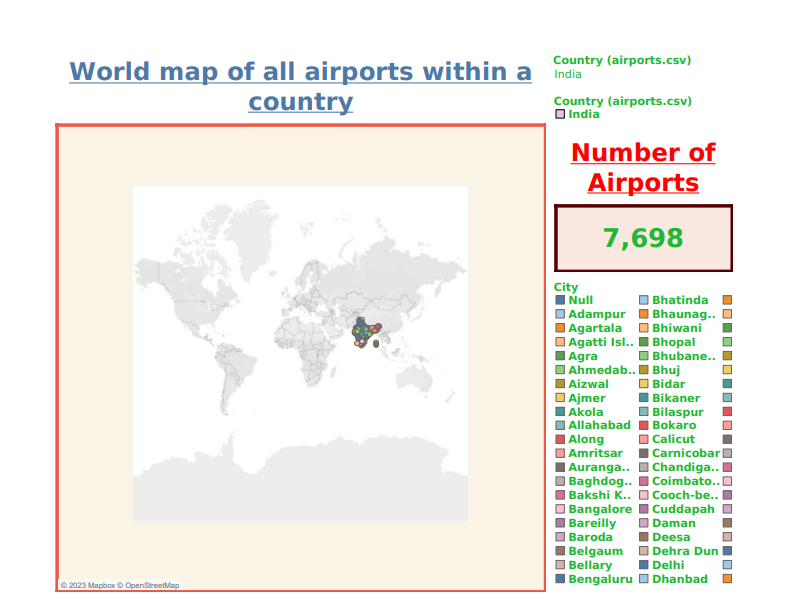 World map of all airports within a
country
Country (airports.csv)
India
Country (airports.csv)
India
Number of
Airports
7,698
City
Null Bhatinda
Adampur Bhaunag..
Agartala Bhiwani
Agatti Isl.. Bhopal
Agra Bhubane..
Ahmedab.. Bhuj
Aizwal Bidar
Ajmer Bikaner
Akola Bilaspur
Allahabad Bokaro
Along Calicut
Amritsar Carnicobar
Auranga.. Chandiga..
Baghdog.. Coimbato..
Bakshi K.. Cooch-be..
Bangalore Cuddapah
Bareilly Daman
Baroda Deesa
Belgaum Dehra Dun
Bellary Delhi
Bengaluru Dhanbad
© 2023 Mapbox © OpenStreetMap